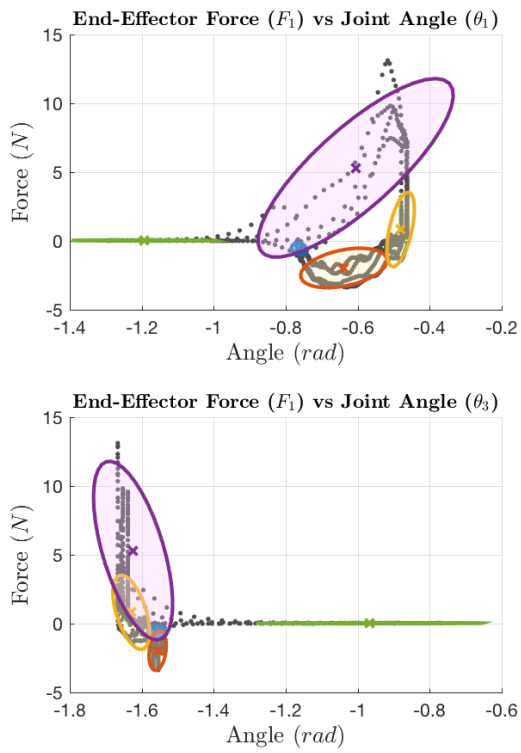 End-Effector Force (F₁) vs Joint Angle (θ₁)
15
10
5
0
-5
Force (N)
-1.4 -1.2 -1 -0.8 -0.6 -0.4 -0.2
Angle (rad)
End-Effector Force (F₁) vs Joint Angle (θ₃)
15
10
5
0
-5
Force (N)
-1.8 -1.6 -1.4 -1.2 -1 -0.8 -0.6
Angle (rad)